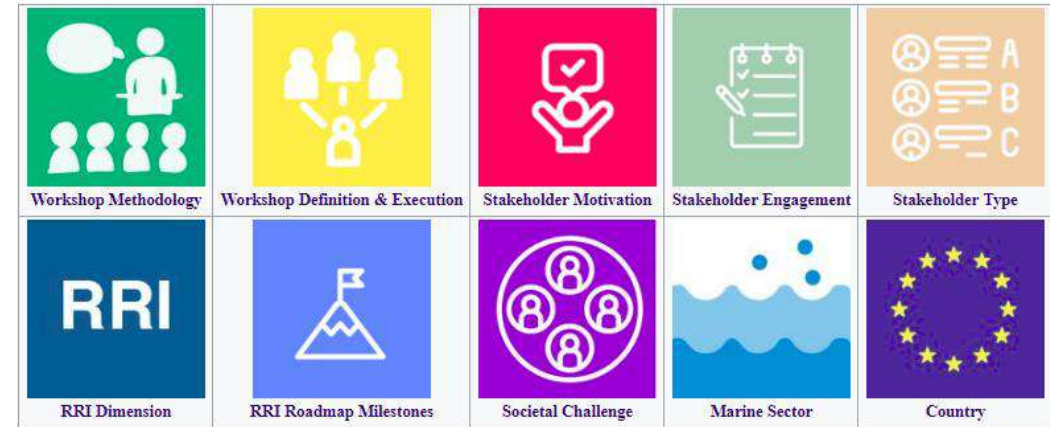 A
B
C
Workshop Methodology
Workshop Definition & Execution
Stakeholder Motivation
Stakeholder Engagement
Stakeholder Type
RRI
RRI Dimension
RRI Roadmap Milestones
Societal Challenge
Marine Sector
Country